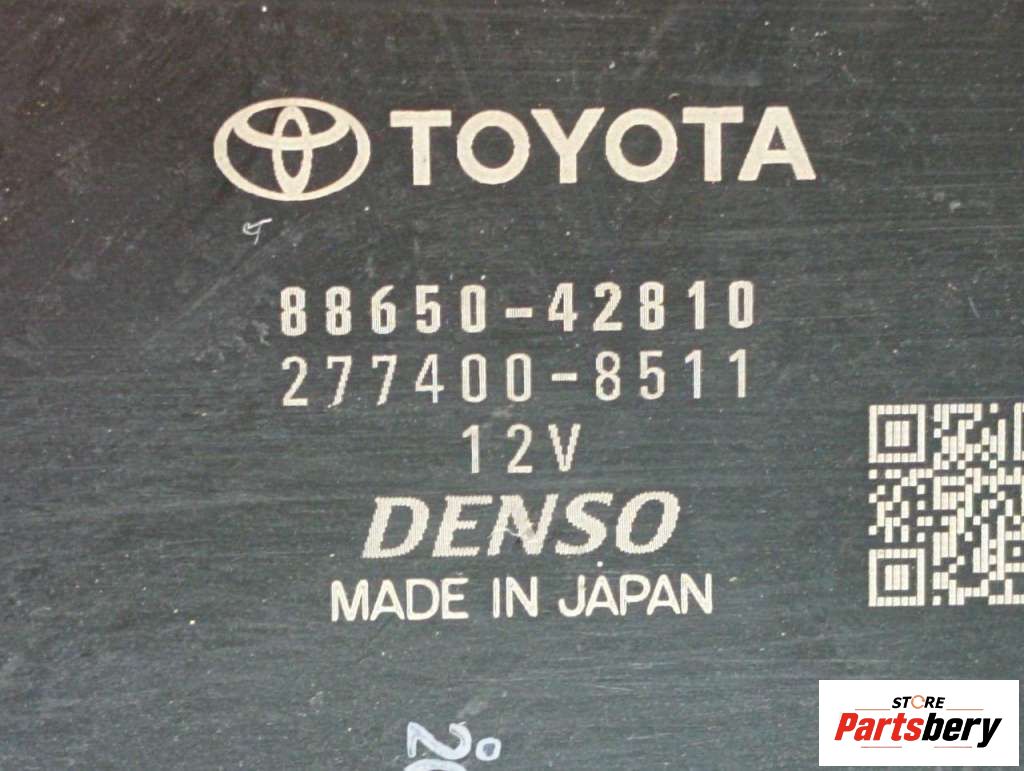 TOYOTA
88650-42810
277400-8511
12V
DENSO
MADE IN JAPAN
STORE
Partsbery